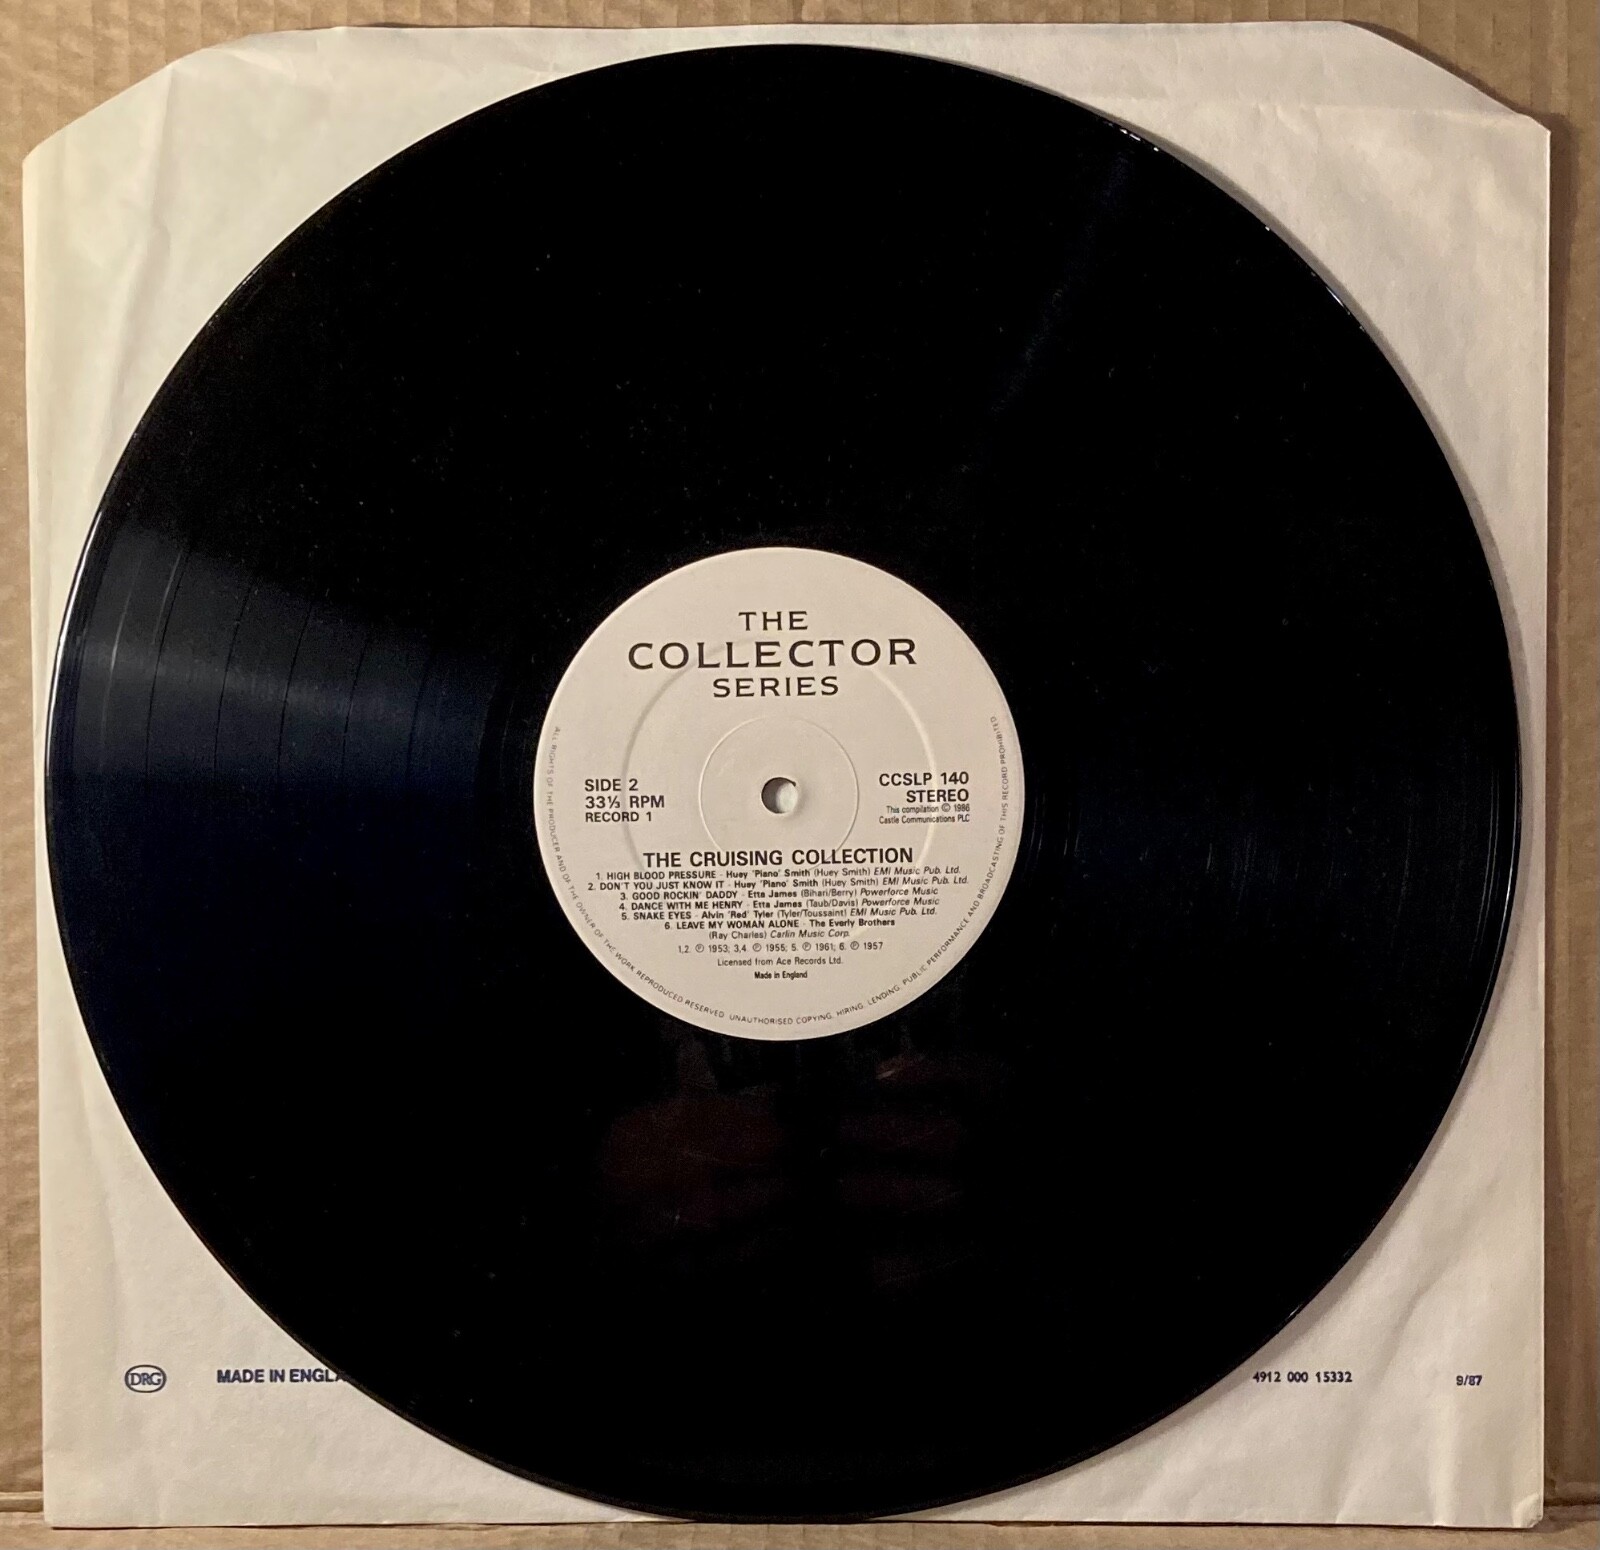 THE
COLLECTOR
SERIES
SIDE 2
33⅓ RPM
RECORD 1
CCSLP 140
STEREO
This compilation © 1986
Castle Communications PLC
THE CRUISING COLLECTION
1. HIGH BLOOD PRESSURE - Huey 'Piano' Smith (Huey Smith) EMI Music Pub. Ltd.
2. DON'T YOU JUST KNOW IT - Huey 'Piano' Smith (Huey Smith) EMI Music Pub. Ltd.
3. GOOD ROCKIN' DADDY - Etta James (Bihari/Berry) Powerforce Music
4. DANCE WITH ME HENRY - Etta James (Taub/Davis) Powerforce Music
5. SNAKE EYES - Alvin 'Red' Tyler (Tyler/Toussaint) EMI Music Pub. Ltd.
6. LEAVE MY WOMAN ALONE - The Everly Brothers
(Ray Charles) Carlin Music Corp.
1,2. ℗ 1953; 3,4. ℗ 1955; 5. ℗ 1961; 6. ℗ 1957
Licensed from Ace Records Ltd.
Made in England
ALL RIGHTS OF THE PRODUCER AND OF THE OWNER OF THE WORK REPRODUCED RESERVED. UNAUTHORISED COPYING, HIRING, LENDING, PUBLIC PERFORMANCE AND BROADCASTING OF THIS RECORD PROHIBITED.
DRG MADE IN ENGLA 4912 000 15332 9/87